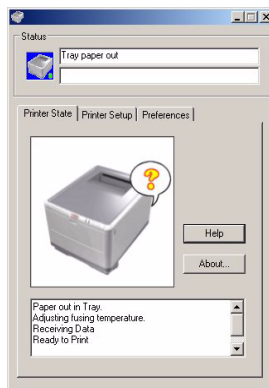 Status
Tray paper out
Printer State
Printer Setup
Preferences
?
Help
About...
Paper out in Tray.
Adjusting fusing temperature.
Receiving Data
Ready to Print